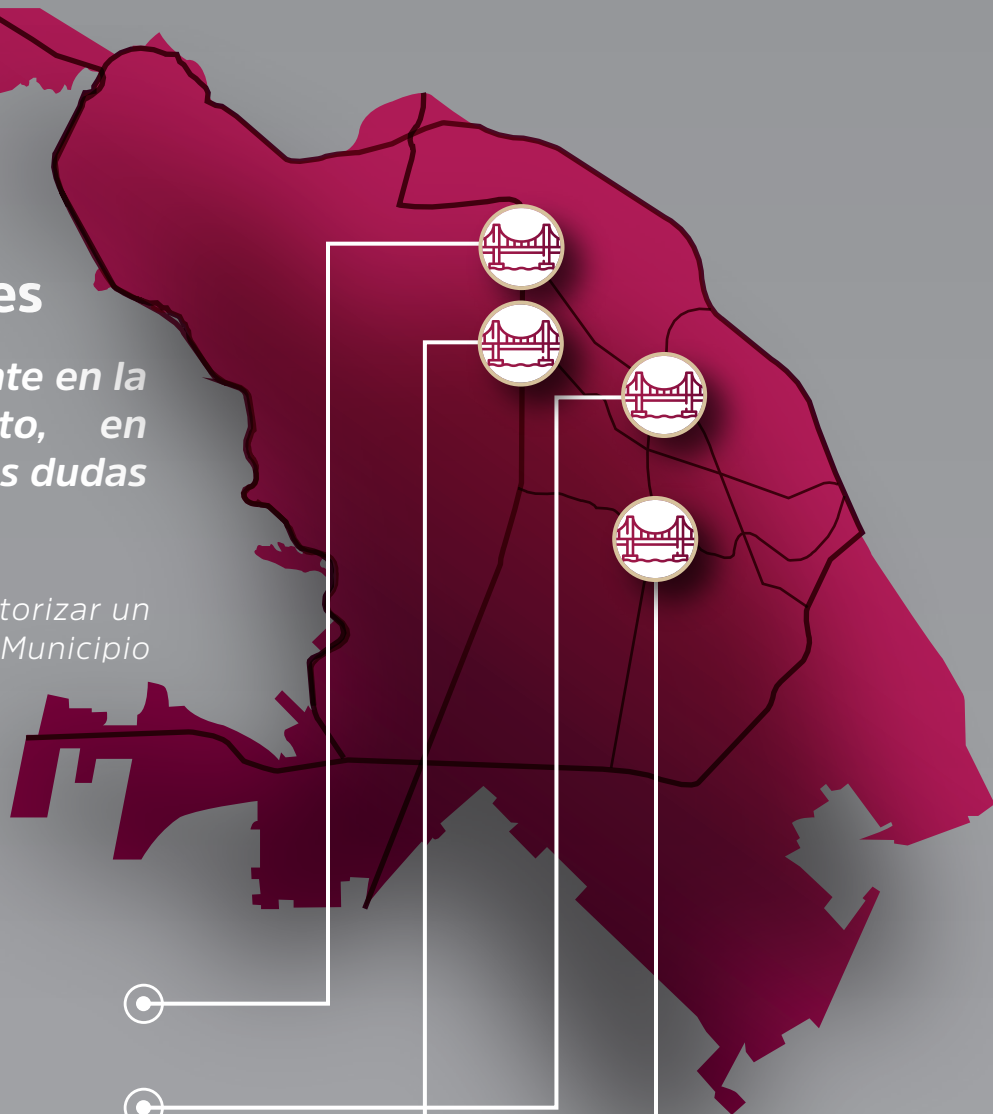 es
nte en la
to, en
s dudas
torizar un
Municipio